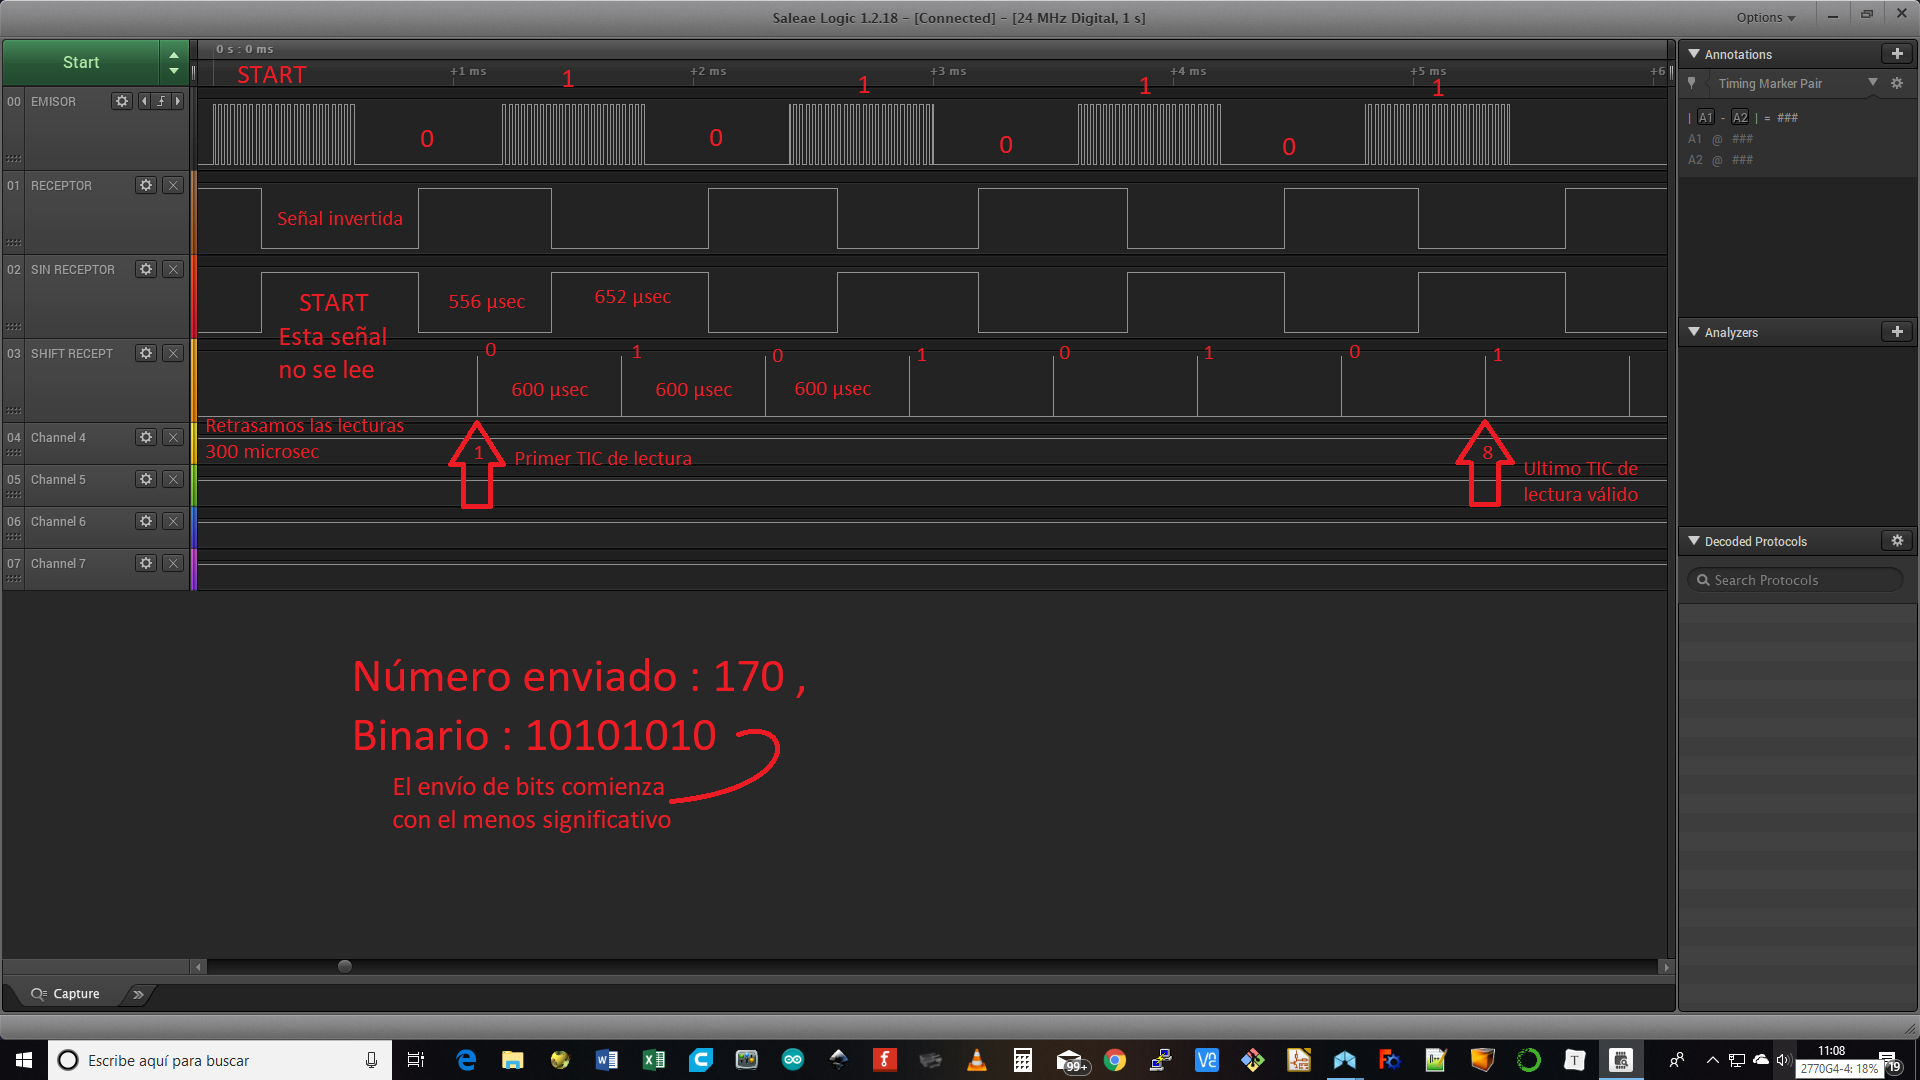 Saleae Logic 1.2.18 - [Connected] - [24 MHz Digital, 1 s]
Options
Start
0 s : 0 ms
+1 ms
+2 ms
+3 ms
+4 ms
+5 ms
+6
START
1
1
1
1
00 EMISOR
0
0
0
0
01 RECEPTOR
Señal invertida
02 SIN RECEPTOR
START
Esta señal
no se lee
556 µsec
652 µsec
03 SHIFT RECEPT
0
1
0
1
0
1
0
1
600 µsec
600 µsec
600 µsec
Retrasamos las lecturas
300 microsec
04 Channel 4
1
Primer TIC de lectura
8
Ultimo TIC de
lectura válido
05 Channel 5
06 Channel 6
07 Channel 7
Número enviado : 170 ,
Binario : 10101010
El envío de bits comienza
con el menos significativo
Annotations
Timing Marker Pair
| A1 - A2 | = ###
A1 @ ###
A2 @ ###
Analyzers
Decoded Protocols
Search Protocols
Capture
Escribe aquí para buscar
99+
11:08
2770G4-4: 18%
19